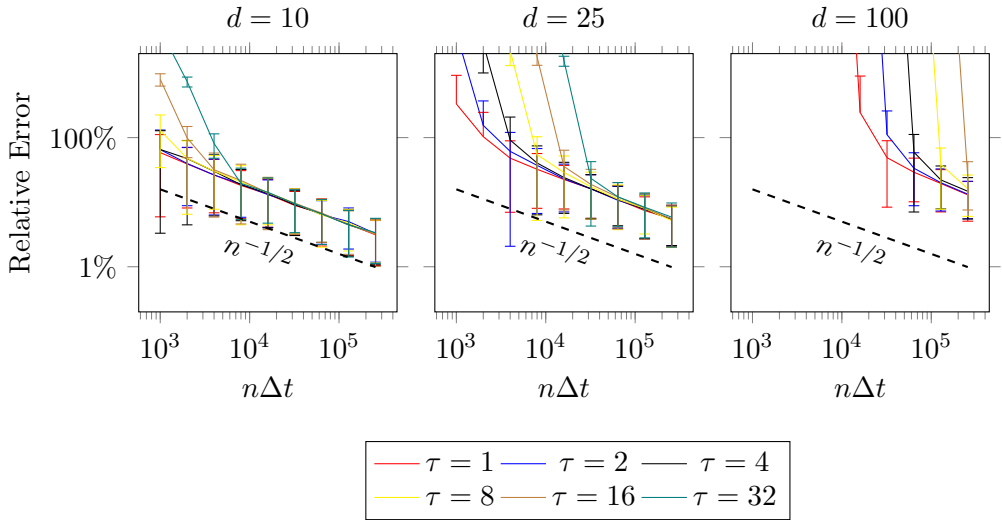 d = 10
d = 25
d = 100
Relative Error
100%
1%
n^{-1/2}
n^{-1/2}
n^{-1/2}
10^3 10^4 10^5
10^3 10^4 10^5
10^3 10^4 10^5
nΔt
nΔt
nΔt
τ = 1 τ = 2 τ = 4
τ = 8 τ = 16 τ = 32